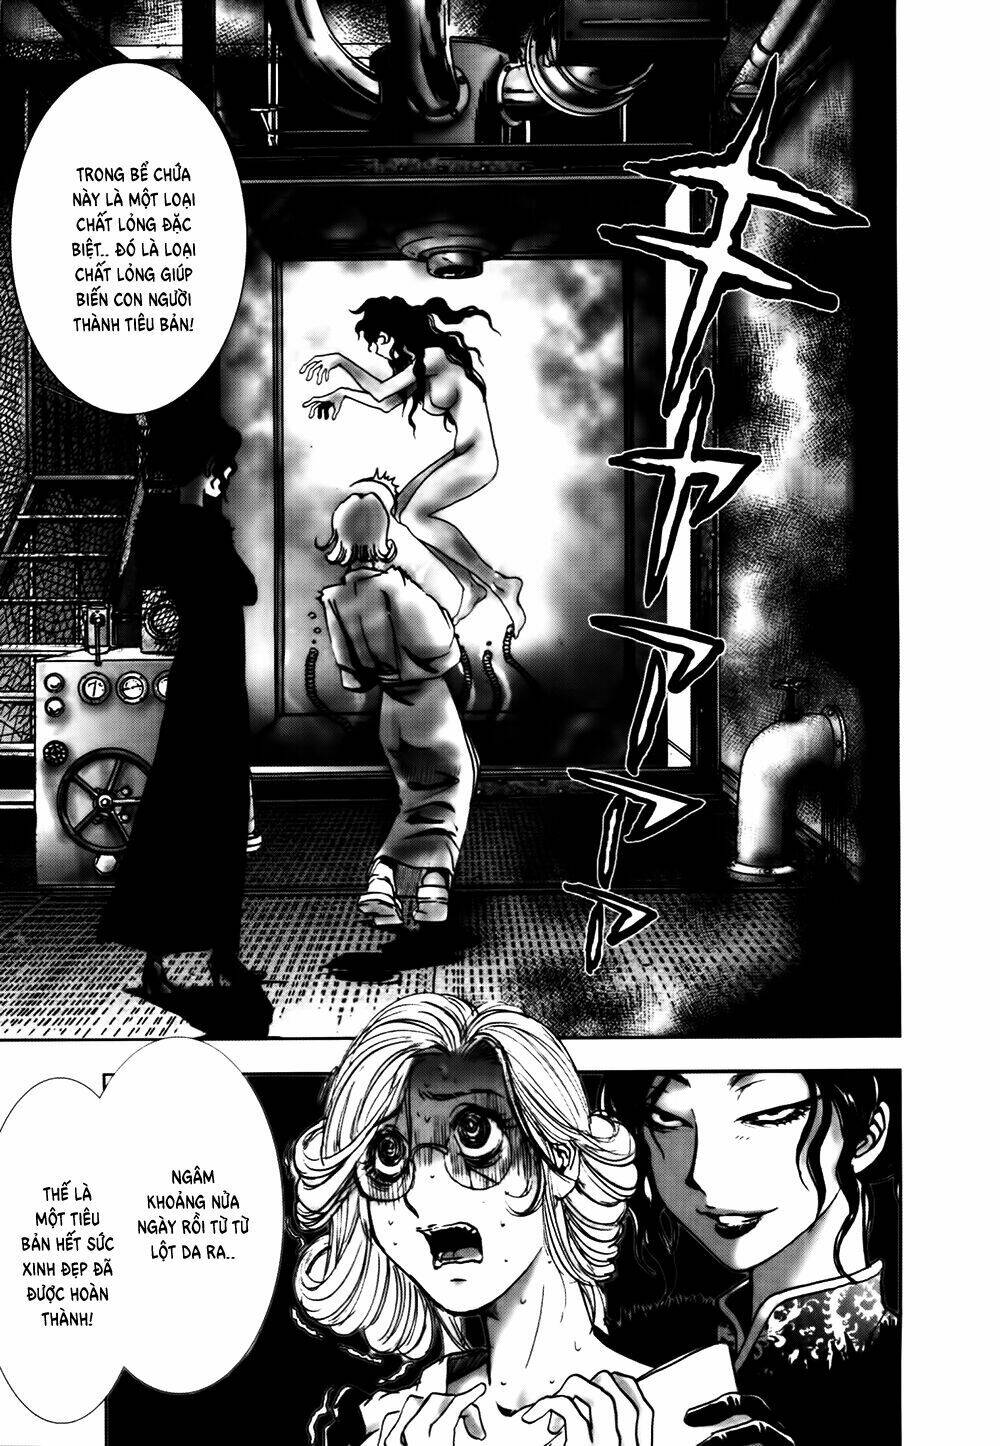 TRONG BỂ CHỨA
NÀY LÀ MỘT LOẠI
CHẤT LỎNG ĐẶC
BIỆT.. ĐÓ LÀ LOẠI
CHẤT LỎNG GIÚP
BIẾN CON NGƯỜI
THÀNH TIÊU BẢN!
NGÂM
KHOẢNG NỬA
NGÀY RỒI TỪ TỪ
LỘT DA RA..
THẾ LÀ
MỘT TIÊU
BẢN HẾT SỨC
XINH ĐẸP ĐÃ
ĐƯỢC HOÀN
THÀNH!